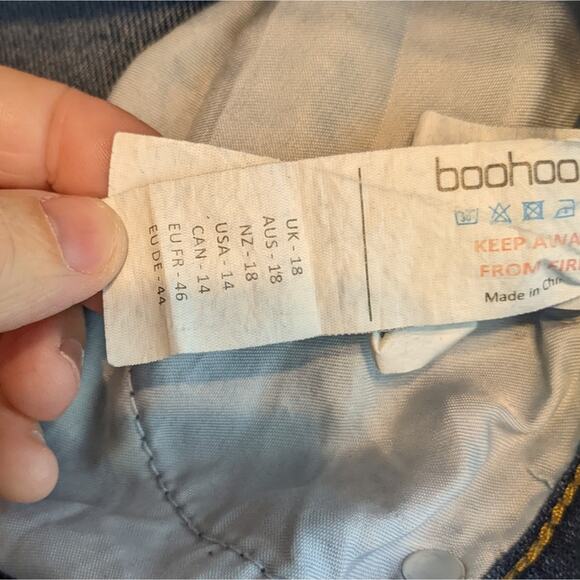 UK - 18
AUS - 18
NZ - 18
USA - 14
CAN - 14
EU FR - 46
EU DE - 44
boohoo
KEEP AWA
FROM FIR
Made in Chi